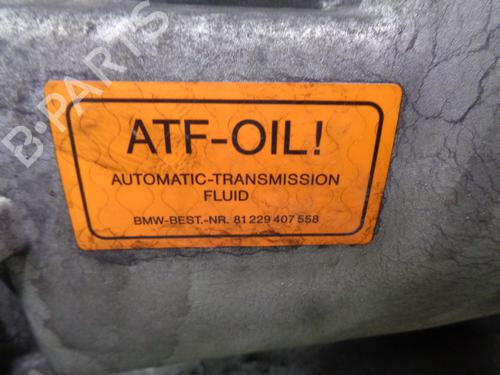 B-PARTS
ATF-OIL!
AUTOMATIC-TRANSMISSION
FLUID
BMW-BEST.-NR. 81 229 407 558